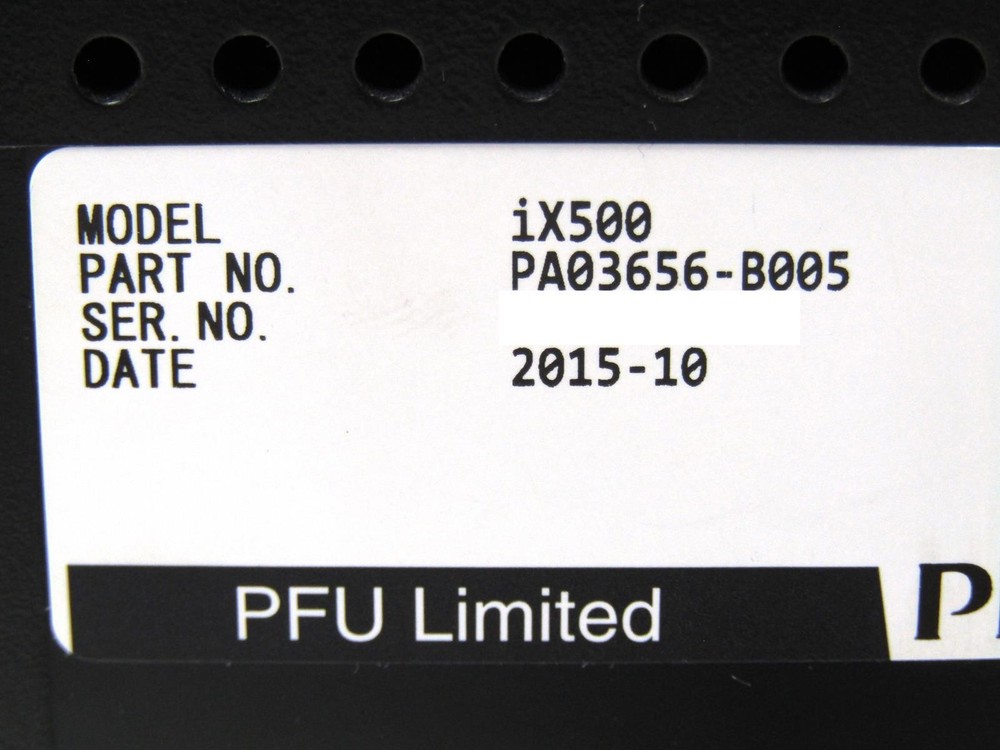 MODEL iX500
PART NO. PA03656-B005
SER. NO.
DATE 2015-10
PFU Limited
P